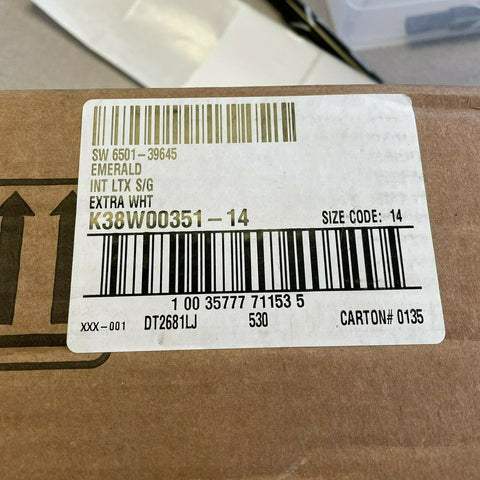 SW 6501-39645
EMERALD
INT LTX S/G
EXTRA WHT
K38W00351-14
SIZE CODE: 14
1 00 35777 71153 5
XXX-001 DT2681LJ 530 CARTON# 0135